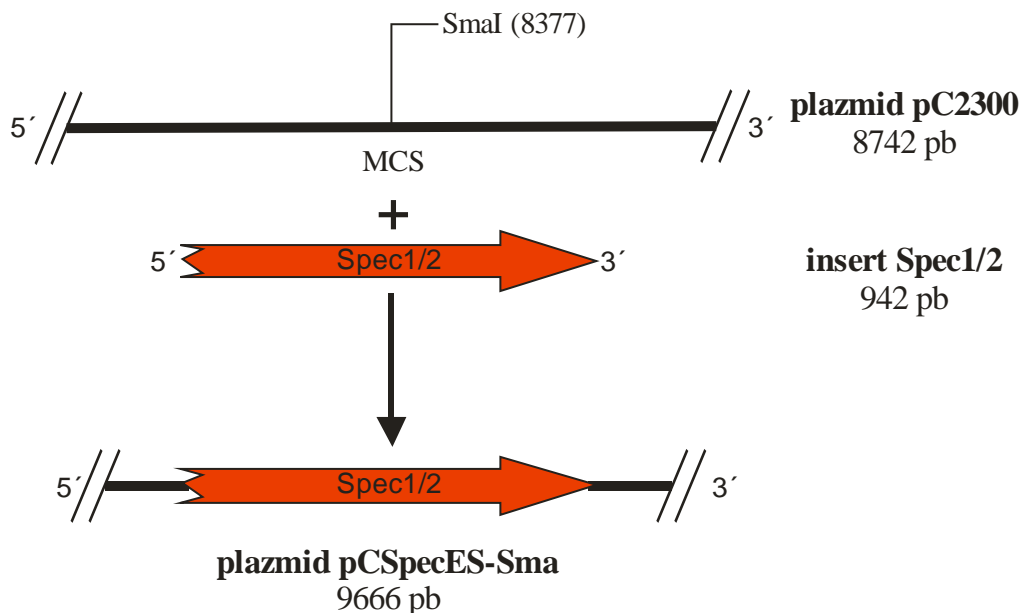 SmaI (8377)
5´
3´
plazmid pC2300
8742 pb
MCS
+
5´
Spec1/2
3´
insert Spec1/2
942 pb
5´
Spec1/2
3´
plazmid pCSpecES-Sma
9666 pb